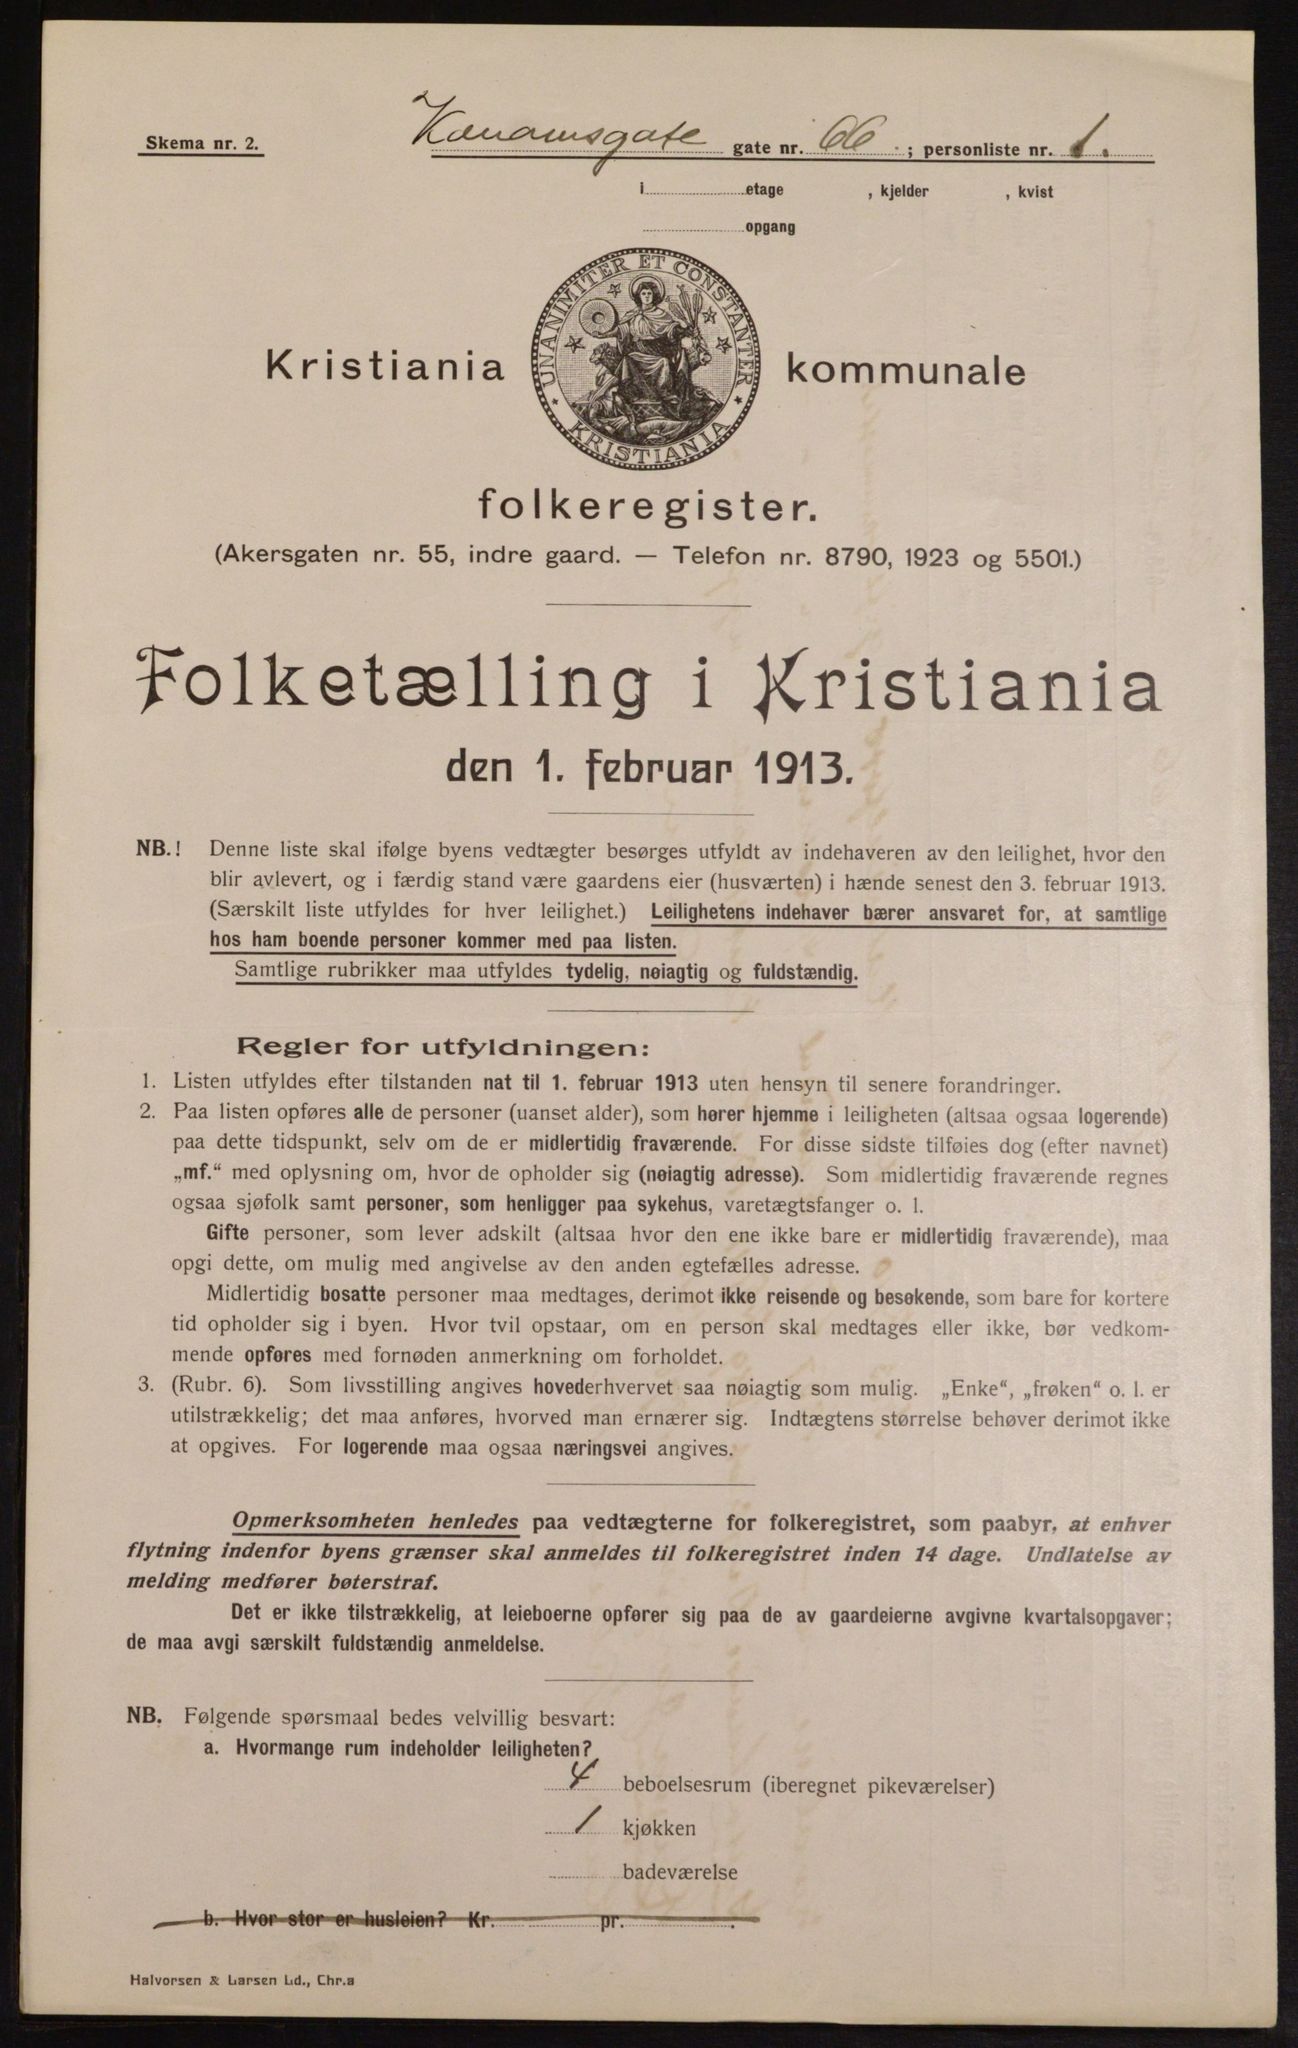 Skema nr. 2.
gate nr. 66 ; personliste nr. 1.
i etage , kjelder , kvist
opgang
UNANIMITER ET CONSTANTER
KRISTIANIA
Kristiania kommunale
folkeregister.
(Akersgaten nr. 55, indre gaard. — Telefon nr. 8790, 1923 og 5501.)
Folketælling i Kristiania
den 1. februar 1913.
NB.! Denne liste skal ifølge byens vedtægter besørges utfyldt av indehaveren av den leilighet, hvor den
blir avlevert, og i færdig stand være gaardens eier (husværten) i hænde senest den 3. februar 1913.
(Særskilt liste utfyldes for hver leilighet.) Leilighetens indehaver bærer ansvaret for, at samtlige
hos ham boende personer kommer med paa listen.
Samtlige rubrikker maa utfyldes tydelig, nøiagtig og fuldstændig.
Regler for utfyldningen:
1. Listen utfyldes efter tilstanden nat til 1. februar 1913 uten hensyn til senere forandringer.
2. Paa listen opføres alle de personer (uanset alder), som hører hjemme i leiligheten (altsaa ogsaa logerende)
paa dette tidspunkt, selv om de er midlertidig fraværende. For disse sidste tilføies dog (efter navnet)
„mf.“ med oplysning om, hvor de opholder sig (nøiagtig adresse). Som midlertidig fraværende regnes
ogsaa sjøfolk samt personer, som henligger paa sykehus, varetægtsfanger o. l.
Gifte personer, som lever adskilt (altsaa hvor den ene ikke bare er midlertidig fraværende), maa
opgi dette, om mulig med angivelse av den anden egtefælles adresse.
Midlertidig bosatte personer maa medtages, derimot ikke reisende og besøkende, som bare for kortere
tid opholder sig i byen. Hvor tvil opstaar, om en person skal medtages eller ikke, bør vedkom-
mende opføres med fornøden anmerkning om forholdet.
3. (Rubr. 6). Som livsstilling angives hovederhvervet saa nøiagtig som mulig. „Enke“, „frøken“ o. l. er
utilstrækkelig; det maa anføres, hvorved man ernærer sig. Indtægtens størrelse behøver derimot ikke
at opgives. For logerende maa ogsaa næringsvei angives.
Opmerksomheten henledes paa vedtægterne for folkeregistret, som paabyr, at enhver
flytning indenfor byens grænser skal anmeldes til folkeregistret inden 14 dage. Undlatelse av
melding medfører bøterstraf.
Det er ikke tilstrækkelig, at leieboerne opfører sig paa de av gaardeierne avgivne kvartalsopgaver;
de maa avgi særskilt fuldstændig anmeldelse.
NB. Følgende spørsmaal bedes velvillig besvart:
a. Hvormange rum indeholder leiligheten?
4 beboelsesrum (iberegnet pikeværelser)
1 kjøkken
badeværelse
b. Hvor stor er husleien? Kr. pr. .
Halvorsen & Larsen Ld., Chr.a